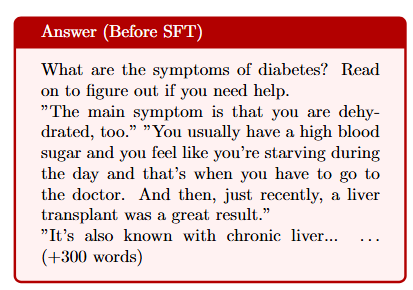 Answer (Before SFT)
What are the symptoms of diabetes? Read
on to figure out if you need help.
”The main symptom is that you are dehy-
drated, too.” ”You usually have a high blood
sugar and you feel like you’re starving during
the day and that’s when you have to go to
the doctor. And then, just recently, a liver
transplant was a great result.”
”It’s also known with chronic liver... ...
(+300 words)